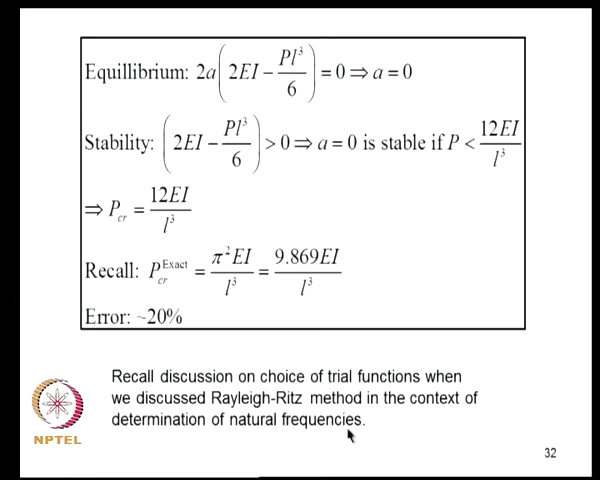 Equillibrium: 2a(2EI − Pl³/6) = 0 ⇒ a = 0
Stability: (2EI − Pl³/6) > 0 ⇒ a = 0 is stable if P < 12EI/l³
⇒ P_cr = 12EI/l³
Recall: P_cr^Exact = π²EI/l³ = 9.869EI/l³
Error: ~20%
Recall discussion on choice of trial functions when
we discussed Rayleigh-Ritz method in the context of
determination of natural frequencies.
NPTEL
32